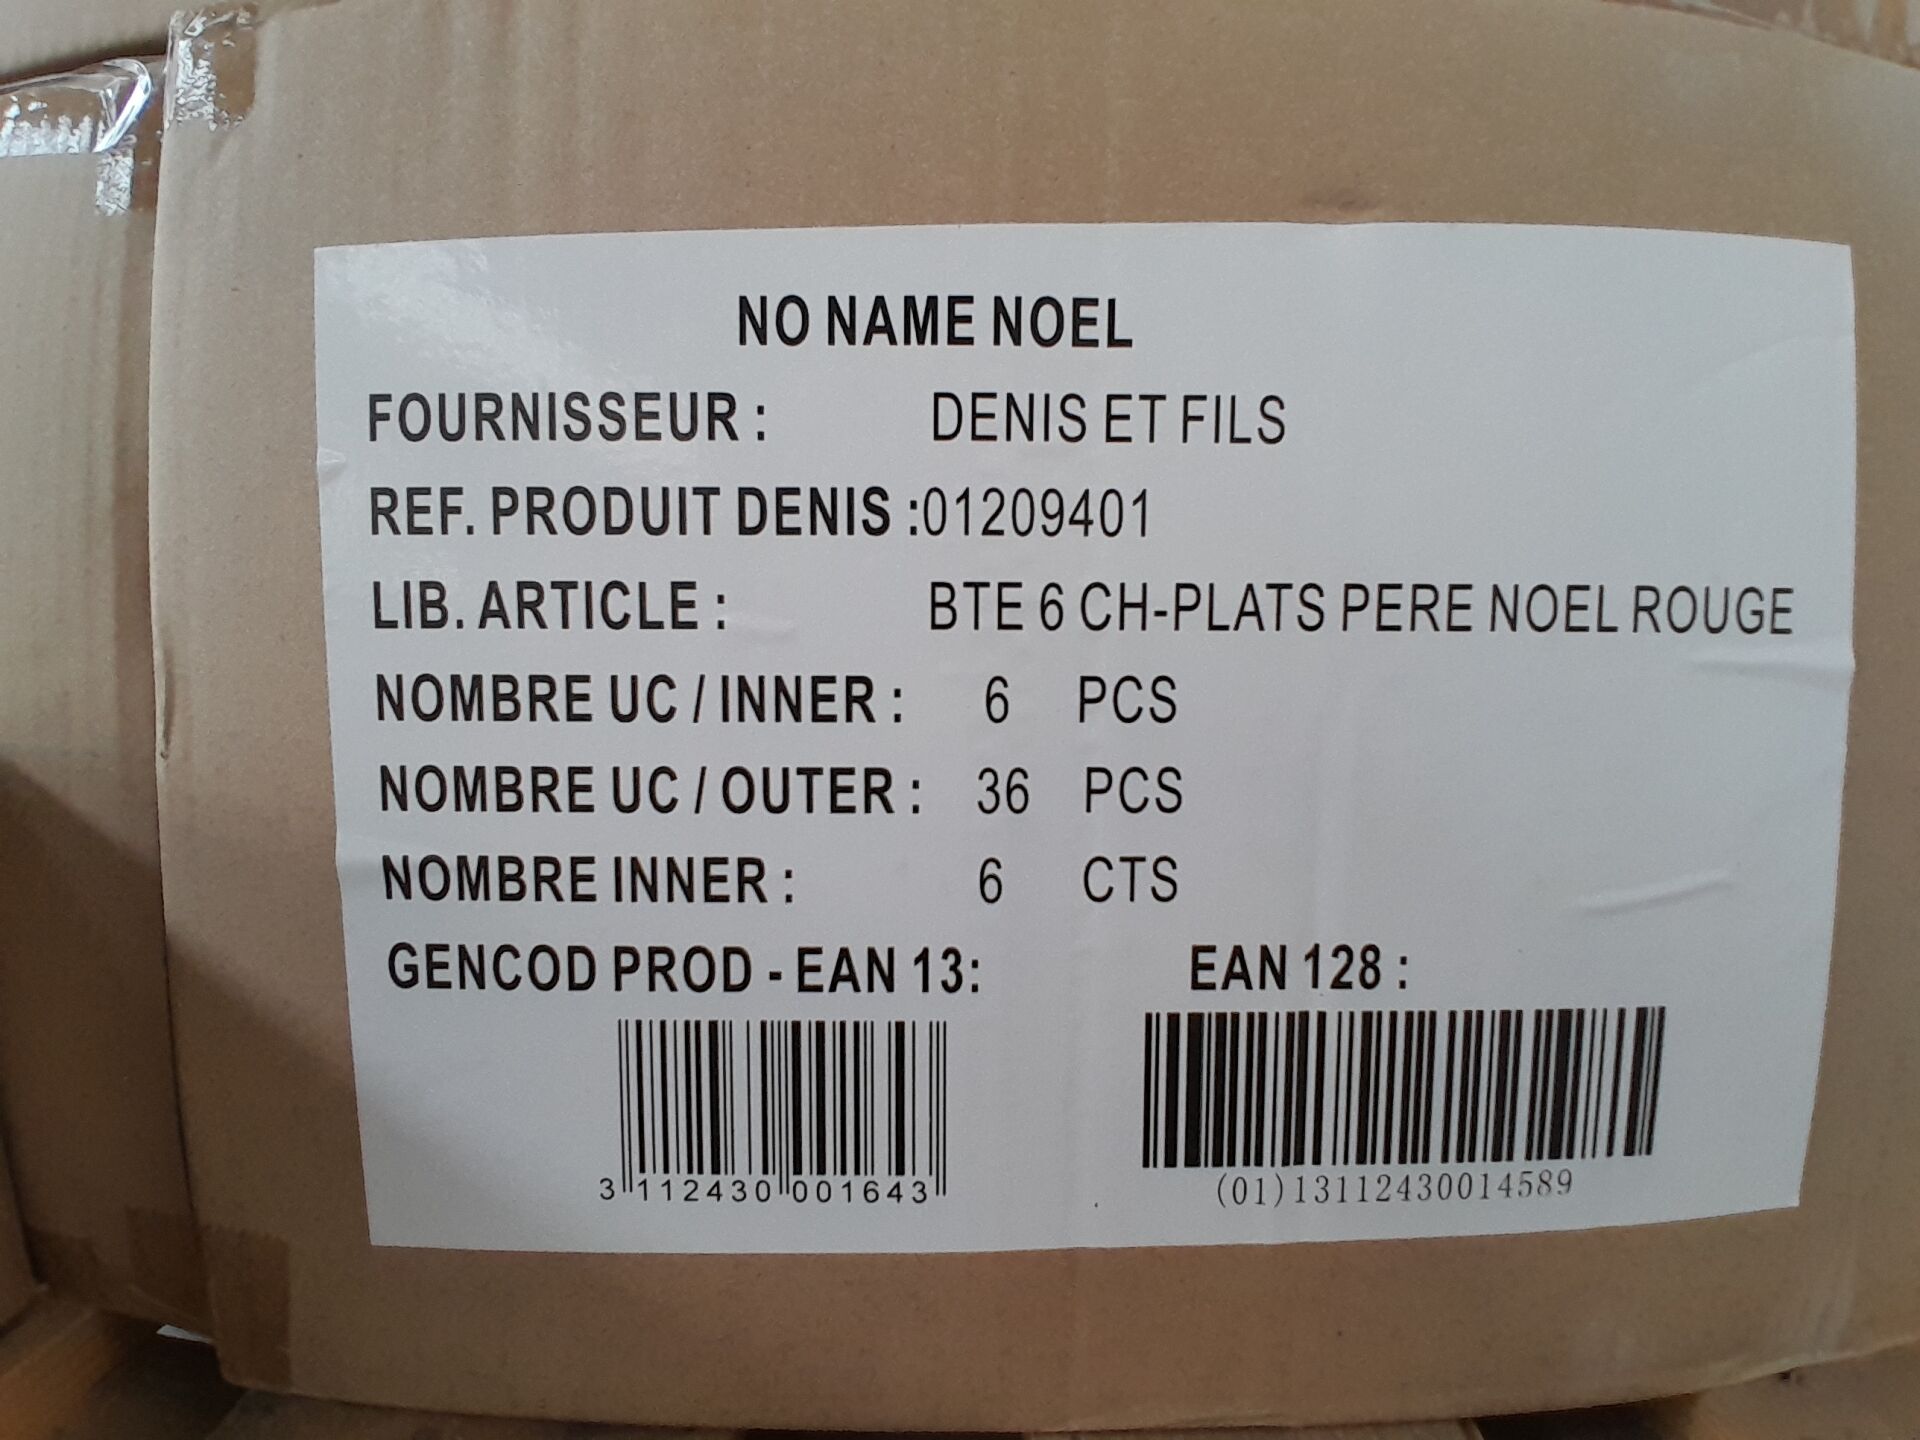 NO NAME NOEL
FOURNISSEUR : DENIS ET FILS
REF. PRODUIT DENIS :01209401
LIB. ARTICLE : BTE 6 CH-PLATS PERE NOEL ROUGE
NOMBRE UC / INNER : 6 PCS
NOMBRE UC / OUTER : 36 PCS
NOMBRE INNER : 6 CTS
GENCOD PROD - EAN 13: EAN 128 :
3 112430 001643 (01)13112430014589